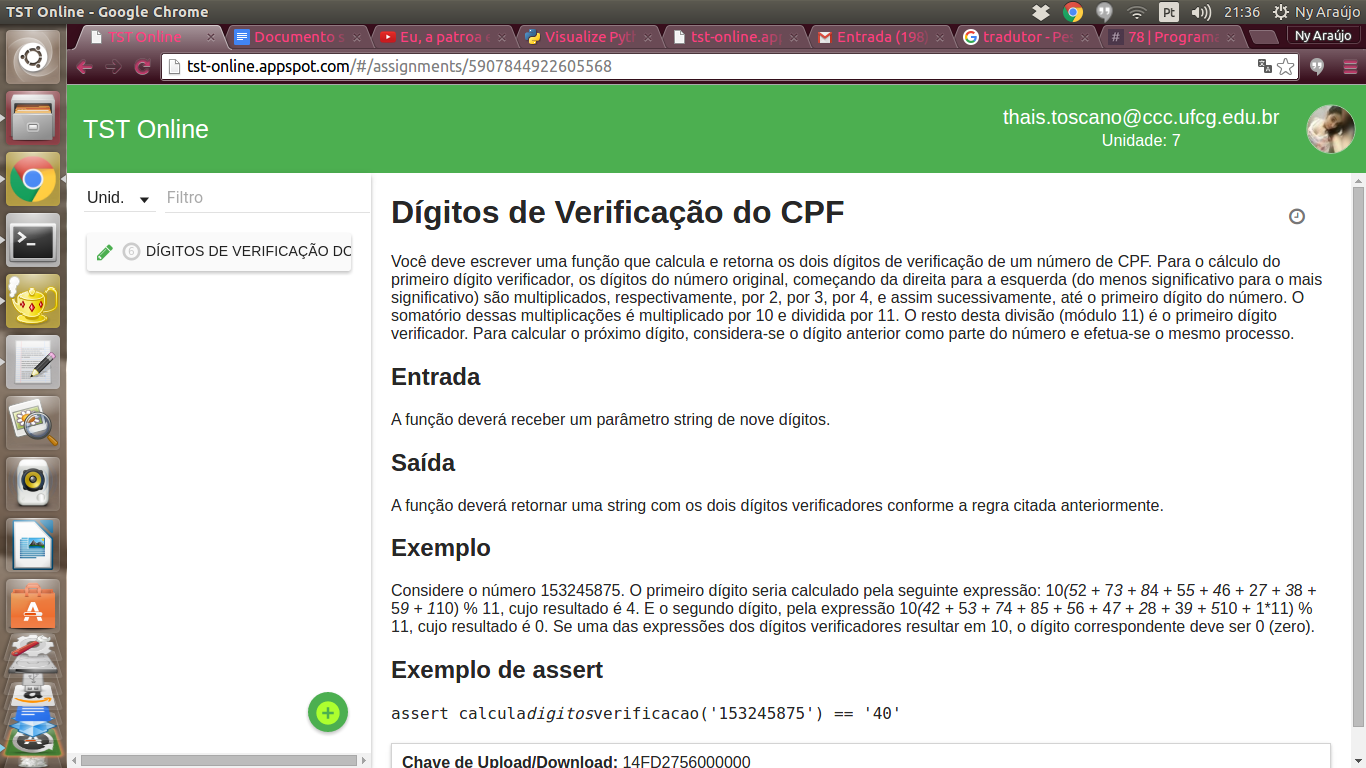 TST Online - Google Chrome
Pt
21:36
Ny Araújo
TST Online
Documento s
Eu, a patroa e
Visualize Pyth
tst-online.app
Entrada (198)
tradutor - Pe
78 | Programa
Ny Araújo
tst-online.appspot.com/#/assignments/5907844922605568
TST Online
thais.toscano@ccc.ufcg.edu.br
Unidade: 7
Unid.
Filtro
6 DÍGITOS DE VERIFICAÇÃO DO
Dígitos de Verificação do CPF
Você deve escrever uma função que calcula e retorna os dois dígitos de verificação de um número de CPF. Para o cálculo do
primeiro dígito verificador, os dígitos do número original, começando da direita para a esquerda (do menos significativo para o mais
significativo) são multiplicados, respectivamente, por 2, por 3, por 4, e assim sucessivamente, até o primeiro dígito do número. O
somatório dessas multiplicações é multiplicado por 10 e dividida por 11. O resto desta divisão (módulo 11) é o primeiro dígito
verificador. Para calcular o próximo dígito, considera-se o dígito anterior como parte do número e efetua-se o mesmo processo.
Entrada
A função deverá receber um parâmetro string de nove dígitos.
Saída
A função deverá retornar uma string com os dois dígitos verificadores conforme a regra citada anteriormente.
Exemplo
Considere o número 153245875. O primeiro dígito seria calculado pela seguinte expressão: 10(52 + 73 + 84 + 55 + 46 + 27 + 38 +
59 + 110) % 11, cujo resultado é 4. E o segundo dígito, pela expressão 10(42 + 53 + 74 + 85 + 56 + 47 + 28 + 39 + 510 + 1*11) %
11, cujo resultado é 0. Se uma das expressões dos dígitos verificadores resultar em 10, o dígito correspondente deve ser 0 (zero).
Exemplo de assert
assert calculadigitosverificacao('153245875') == '40'
Chave de Upload/Download: 14FD2756000000